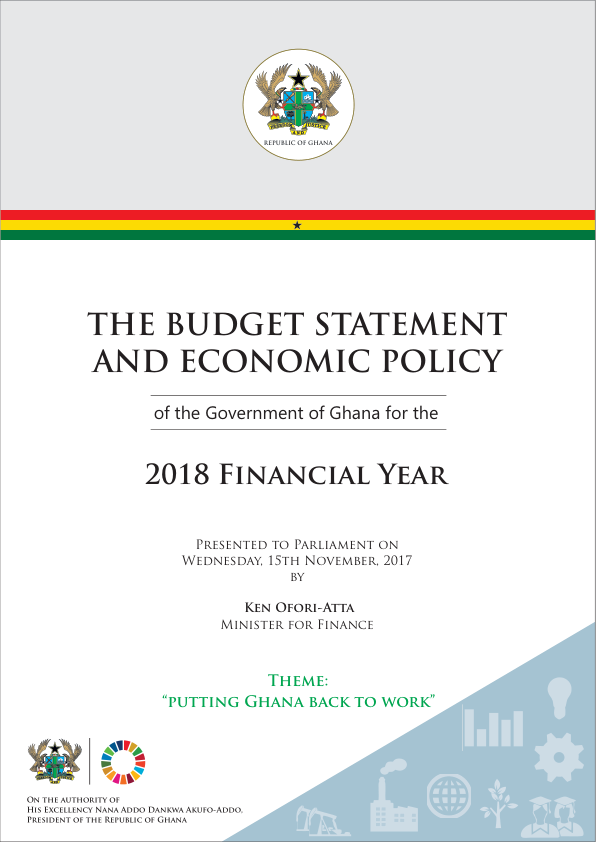 FREEDOM AND JUSTICE
REPUBLIC OF GHANA
THE BUDGET STATEMENT
AND ECONOMIC POLICY
of the Government of Ghana for the
2018 Financial Year
Presented to Parliament on
Wednesday, 15th November, 2017
by
Ken Ofori-Atta
Minister for Finance
Theme:
“putting Ghana back to work”
On the authority of
His Excellency Nana Addo Dankwa Akufo-Addo,
President of the Republic of Ghana